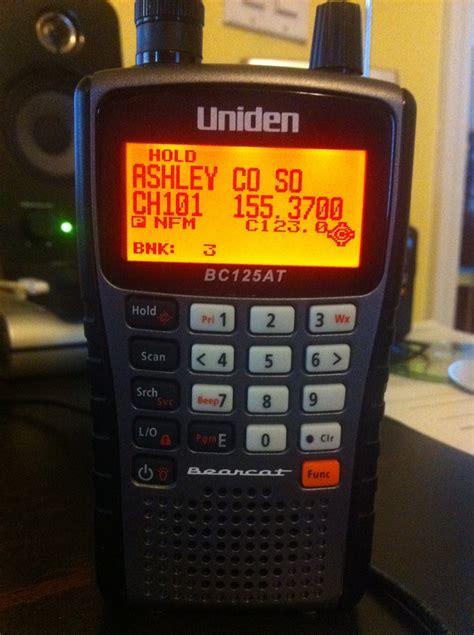 Uniden
HOLD
ASHLEY CO SO
CH101 155.3700
P NFM C123.0
BNK: 3
BC125AT
Hold Pri 1 2 3 Wx
Scan < 4 5 6 >
Srch Svc Beep 7 8 9
L/O Pgm E 0 • Clr
Bearcat Func